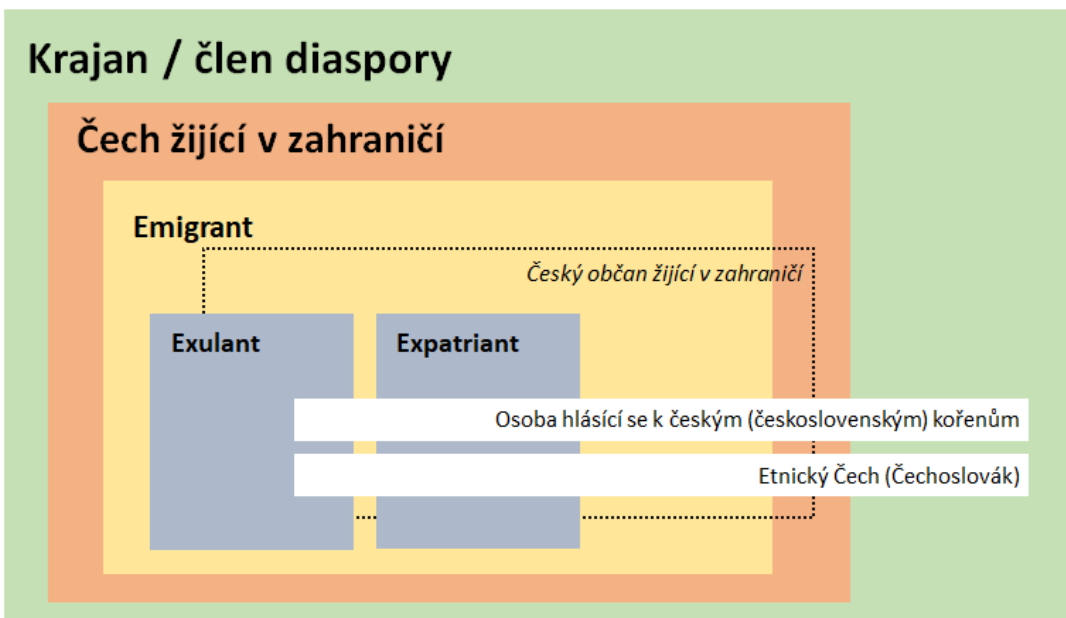 Krajan / člen diaspory
Čech žijící v zahraničí
Emigrant
Český občan žijící v zahraničí
Exulant
Expatriant
Osoba hlásící se k českým (československým) kořenům
Etnický Čech (Čechoslovák)